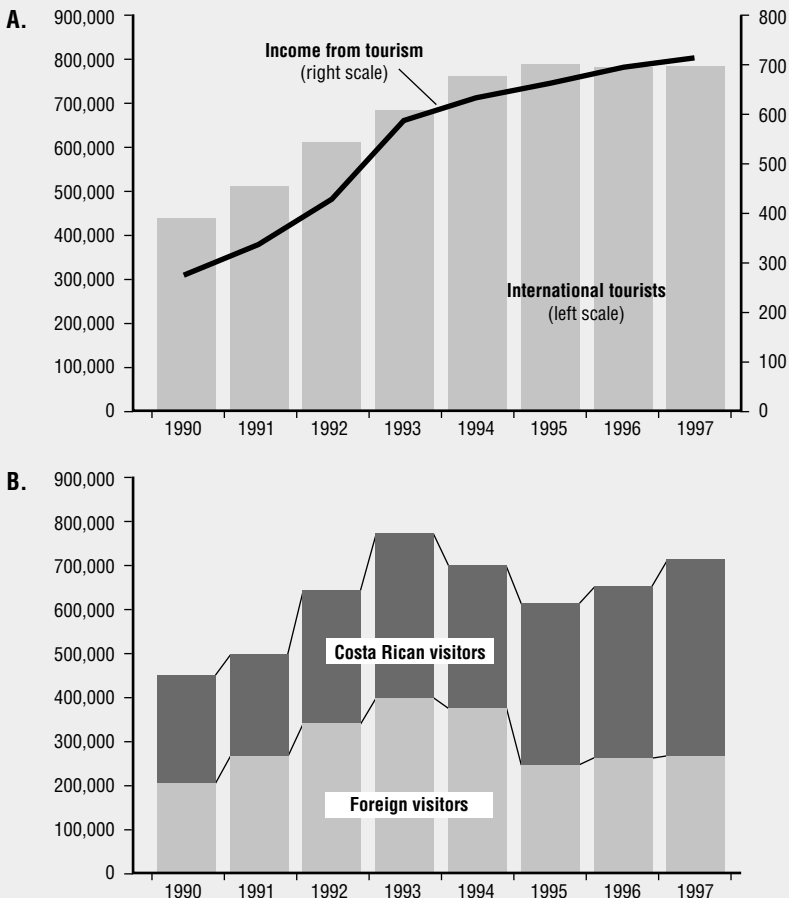 A.
900,000
800,000
700,000
600,000
500,000
400,000
300,000
200,000
100,000
0
Income from tourism
(right scale)
International tourists
(left scale)
800
700
600
500
400
300
200
100
0
1990 1991 1992 1993 1994 1995 1996 1997
B.
900,000
800,000
700,000
600,000
500,000
400,000
300,000
200,000
100,000
0
Costa Rican visitors
Foreign visitors
1990 1991 1992 1993 1994 1995 1996 1997